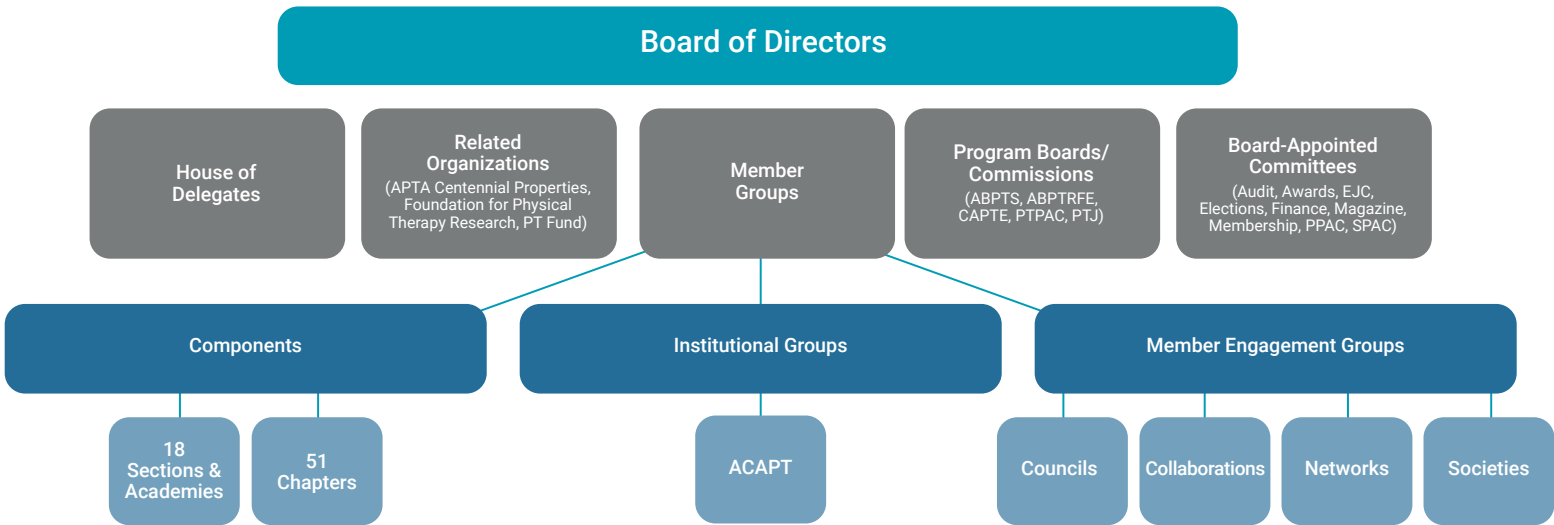 Board of Directors
House of
Delegates
Related
Organizations
(APTA Centennial Properties,
Foundation for Physical
Therapy Research, PT Fund)
Member
Groups
Program Boards/
Commissions
(ABPTS, ABPTRFE,
CAPTE, PTPAC, PTJ)
Board-Appointed
Committees
(Audit, Awards, EJC,
Elections, Finance, Magazine,
Membership, PPAC, SPAC)
Components
Institutional Groups
Member Engagement Groups
18
Sections &
Academies
51
Chapters
ACAPT
Councils
Collaborations
Networks
Societies